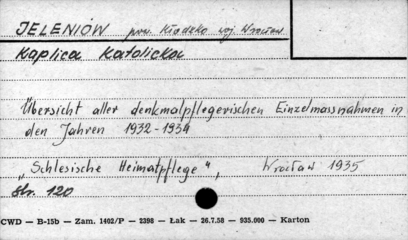 JELENIÓW pow. Kłodzko woj. Wrocław
Kaplica katolicka
Übersicht aller denkmalpflegerischen Einzelmassnahmen in
den Jahren 1932-1934
„Schlesische Heimatpflege", Wrocław 1935
Str. 120
CWD — B-15b — Zam. 1402/P — 2398 — Łak — 26.7.58 — 935.000 — Karton